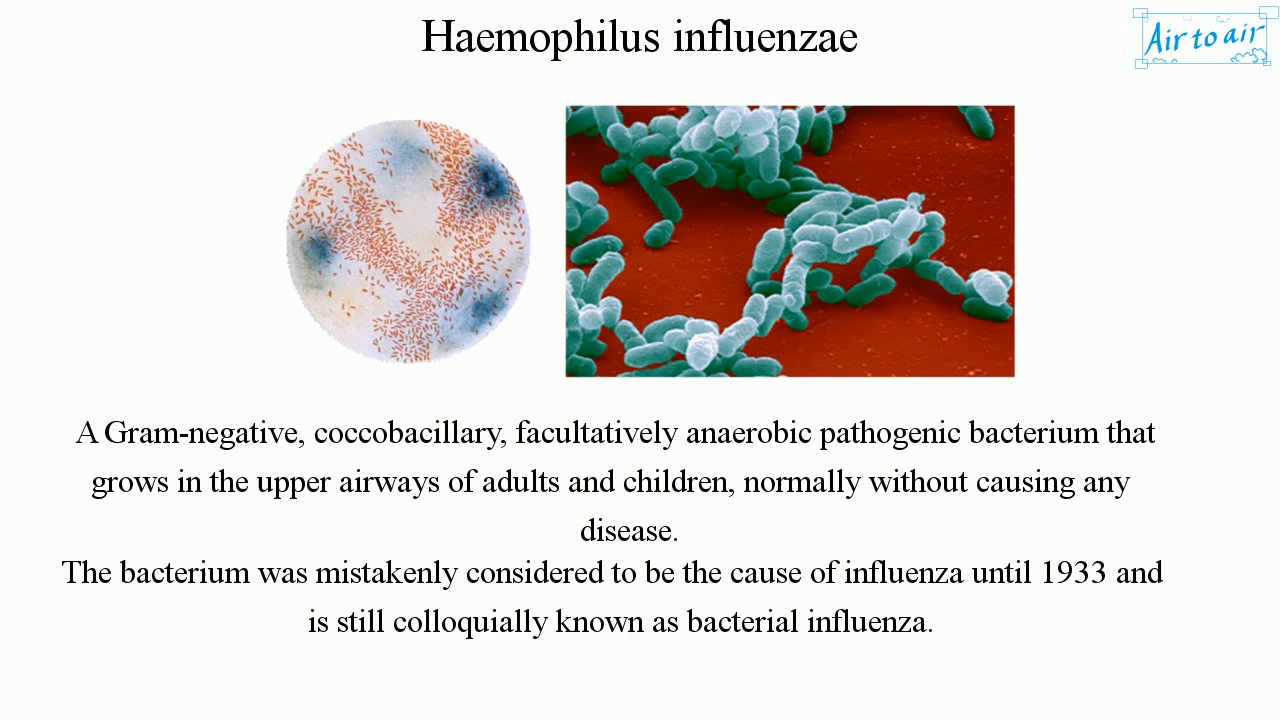 Haemophilus influenzae
Air to air
A Gram-negative, coccobacillary, facultatively anaerobic pathogenic bacterium that
grows in the upper airways of adults and children, normally without causing any
disease.
The bacterium was mistakenly considered to be the cause of influenza until 1933 and
is still colloquially known as bacterial influenza.